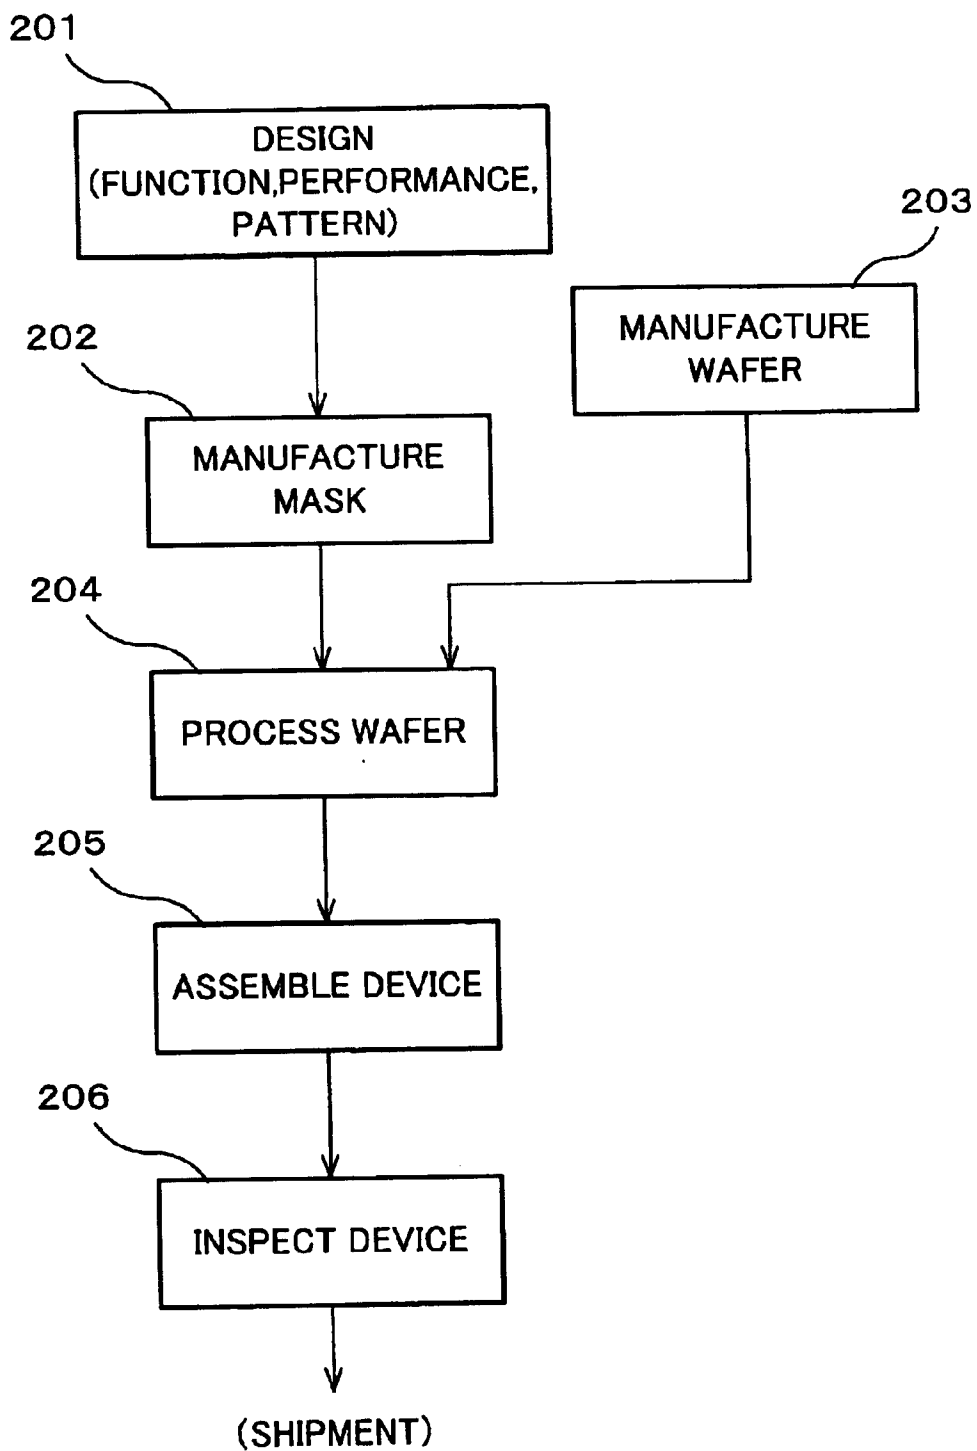 201
DESIGN
(FUNCTION,PERFORMANCE,
PATTERN)
203
MANUFACTURE
WAFER
202
MANUFACTURE
MASK
204
PROCESS WAFER
205
ASSEMBLE DEVICE
206
INSPECT DEVICE
(SHIPMENT)